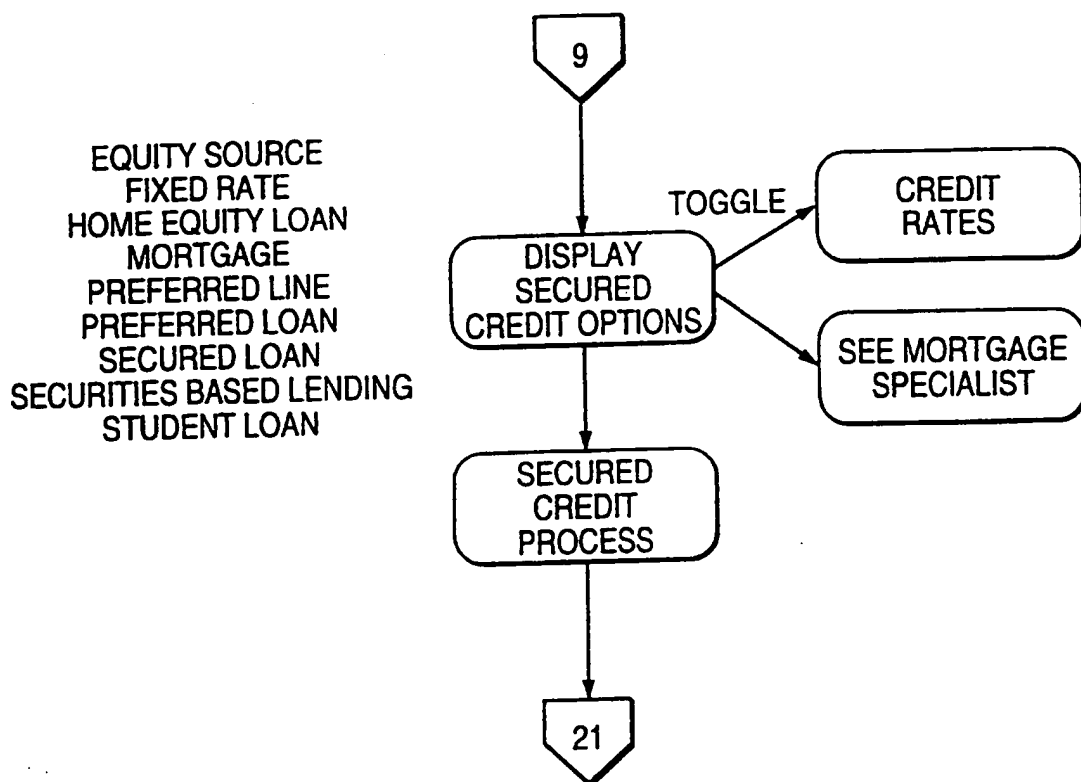 9
EQUITY SOURCE
FIXED RATE
HOME EQUITY LOAN
MORTGAGE
PREFERRED LINE
PREFERRED LOAN
SECURED LOAN
SECURITIES BASED LENDING
STUDENT LOAN
DISPLAY
SECURED
CREDIT OPTIONS
TOGGLE
CREDIT
RATES
SEE MORTGAGE
SPECIALIST
SECURED
CREDIT
PROCESS
21